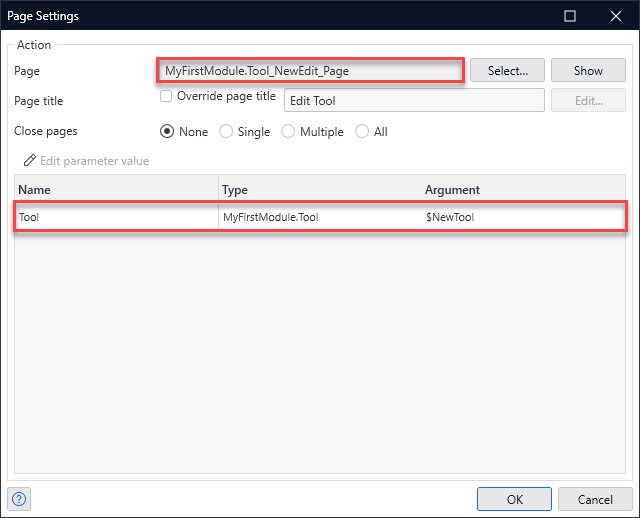 Page Settings
Action
Page MyFirstModule.Tool_NewEdit_Page Select... Show
Page title Override page title Edit Tool Edit...
Close pages None Single Multiple All
Edit parameter value
Name Type Argument
Tool MyFirstModule.Tool $NewTool
? OK Cancel